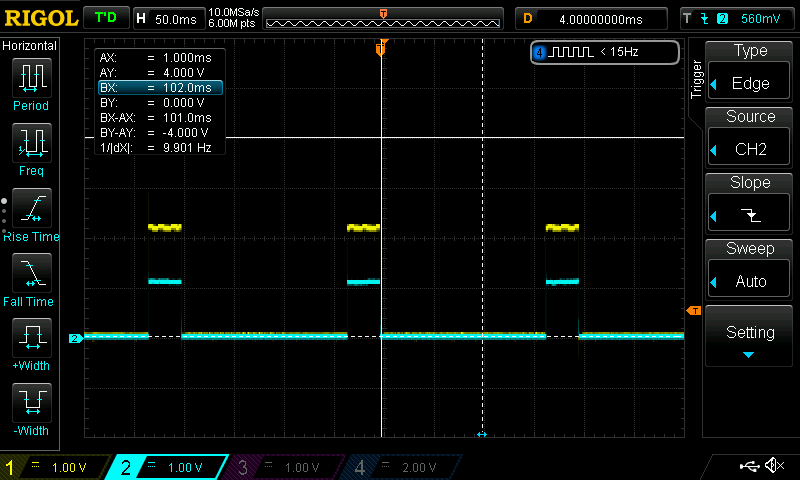 RIGOL T'D H 50.0ms 10.0MSa/s 6.00M pts T D 4.00000000ms T 2 560mV
Horizontal
Period
Freq
Rise Time
Fall Time
+Width
-Width
AX: = 1.000ms
AY: = 4.000 V
BX: = 102.0ms
BY: = 0.000 V
BX-AX: = 101.0ms
BY-AY: = -4.000 V
1/|dX|: = 9.901 Hz
T
4 < 15Hz
2
T
Trigger
Type
Edge
Source
CH2
Slope
Sweep
Auto
Setting
1 = 1.00 V 2 = 1.00 V 3 = 1.00 V 4 = 2.00 V